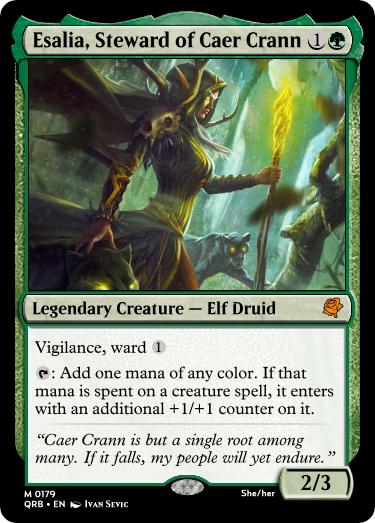 Esalia, Steward of Caer Crann 1
Legendary Creature — Elf Druid
Vigilance, ward 1
: Add one mana of any color. If that
mana is spent on a creature spell, it enters
with an additional +1/+1 counter on it.
“Caer Crann is but a single root among
many. If it falls, my people will yet endure.”
2/3
M 0179
She/her
QRB • EN Ivan Sevic